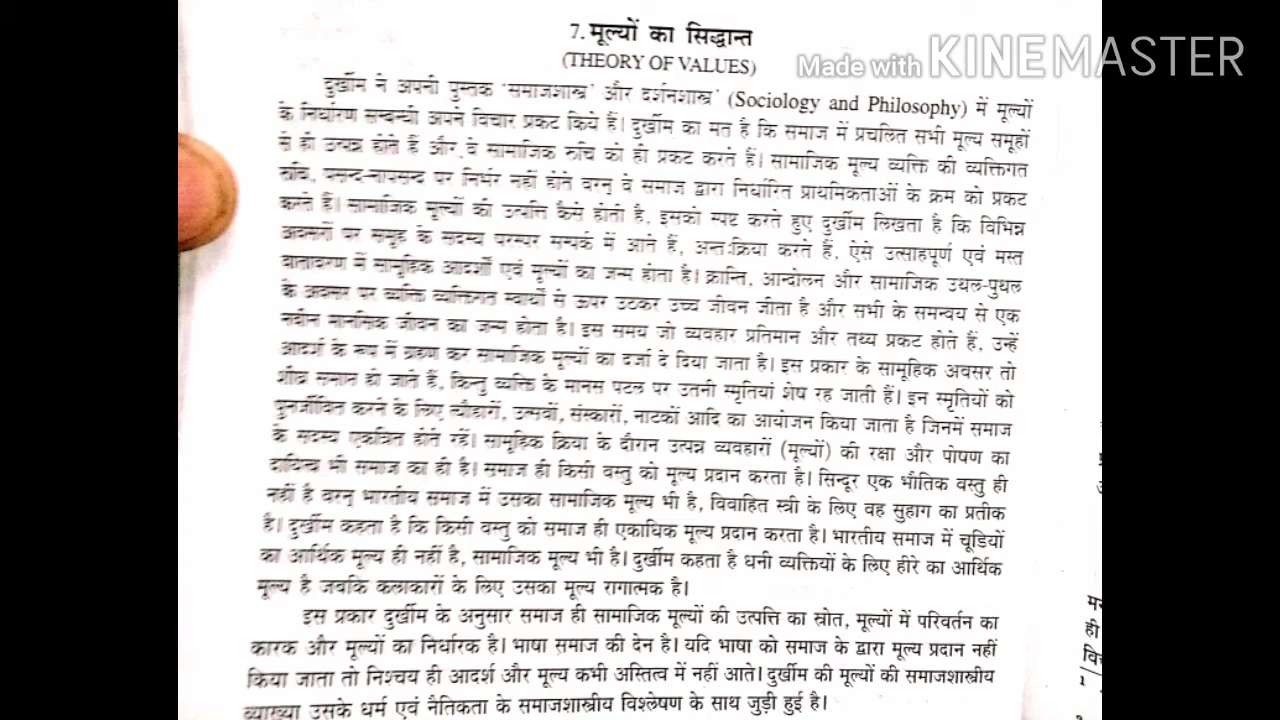 7. मूल्यों का सिद्धान्त
(THEORY OF VALUES)
Made with KINEMASTER
दुर्खीम ने अपनी पुस्तक 'समाजशास्त्र' और दर्शनशास्त्र' (Sociology and Philosophy) में मूल्यों
के निर्धारण सम्बन्धी अपने विचार प्रकट किये हैं। दुर्खीम का मत है कि समाज में प्रचलित सभी मूल्य समूहों
से ही उत्पन्न होते हैं और वे सामाजिक रुचि को ही प्रकट करते हैं। सामाजिक मूल्य व्यक्ति की व्यक्तिगत
रुचि, पसन्द-नापसन्द पर निर्भर नहीं होते वरन् वे समाज द्वारा निर्धारित प्राथमिकताओं के क्रम को प्रकट
करते हैं। सामाजिक मूल्यों की उत्पत्ति कैसे होती है, इसको स्पष्ट करते हुए दुर्खीम लिखता है कि विभिन्न
अवसरों पर समूह के सदस्य परस्पर सम्पर्क में आते हैं, अन्तःक्रिया करते हैं, ऐसे उत्साहपूर्ण एवं मस्त
वातावरण में सामूहिक आदर्शों एवं मूल्यों का जन्म होता है। क्रान्ति, आन्दोलन और सामाजिक उथल-पुथल
के अवसर पर व्यक्ति व्यक्तिगत स्वार्थों से ऊपर उठकर उच्च जीवन जीता है और सभी के समन्वय से एक
नवीन मानसिक जीवन का जन्म होता है। इस समय जो व्यवहार प्रतिमान और तथ्य प्रकट होते हैं, उन्हें
आदर्श के रूप में ग्रहण कर सामाजिक मूल्यों का दर्जा दे दिया जाता है। इस प्रकार के सामूहिक अवसर तो
शीघ्र समाप्त हो जाते हैं, किन्तु व्यक्ति के मानस पटल पर उतनी स्मृतियां शेष रह जाती हैं। इन स्मृतियों को
पुनर्जीवित करने के लिए त्यौहारों, उत्सवों, संस्कारों, नाटकों आदि का आयोजन किया जाता है जिनमें समाज
के सदस्य एकत्रित होते रहें। सामूहिक क्रिया के दौरान उत्पन्न व्यवहारों (मूल्यों) की रक्षा और पोषण का
दायित्व भी समाज का ही है। समाज ही किसी वस्तु को मूल्य प्रदान करता है। सिन्दूर एक भौतिक वस्तु ही
नहीं है वरन् भारतीय समाज में उसका सामाजिक मूल्य भी है, विवाहित स्त्री के लिए वह सुहाग का प्रतीक
है। दुर्खीम कहता है कि किसी वस्तु को समाज ही एकाधिक मूल्य प्रदान करता है। भारतीय समाज में चूडियों
का आर्थिक मूल्य ही नहीं है, सामाजिक मूल्य भी है। दुर्खीम कहता है धनी व्यक्तियों के लिए हीरे का आर्थिक
मूल्य है जबकि कलाकारों के लिए उसका मूल्य रागात्मक है।
इस प्रकार दुर्खीम के अनुसार समाज ही सामाजिक मूल्यों की उत्पत्ति का स्रोत, मूल्यों में परिवर्तन का
कारक और मूल्यों का निर्धारक है। भाषा समाज की देन है। यदि भाषा को समाज के द्वारा मूल्य प्रदान नहीं
किया जाता तो निश्चय ही आदर्श और मूल्य कभी अस्तित्व में नहीं आते। दुर्खीम की मूल्यों की समाजशास्त्रीय
व्याख्या उसके धर्म एवं नैतिकता के समाजशास्त्रीय विश्लेषण के साथ जुड़ी हुई है।
ही